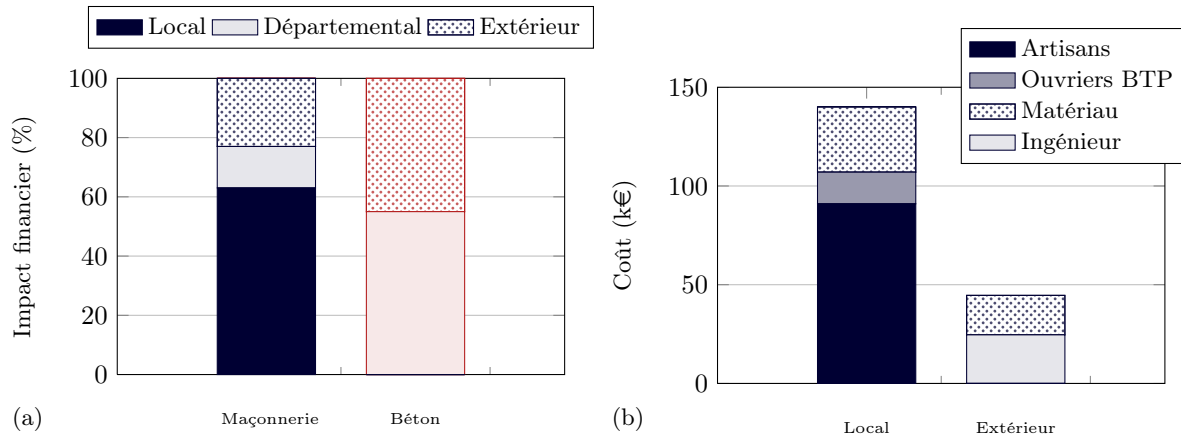 Local Départemental Extérieur
100
80
60
40
20
0
Impact financier (%)
Maçonnerie Béton
(a)
Artisans
Ouvriers BTP
Matériau
Ingénieur
150
100
50
0
Coût (k€)
Local Extérieur
(b)